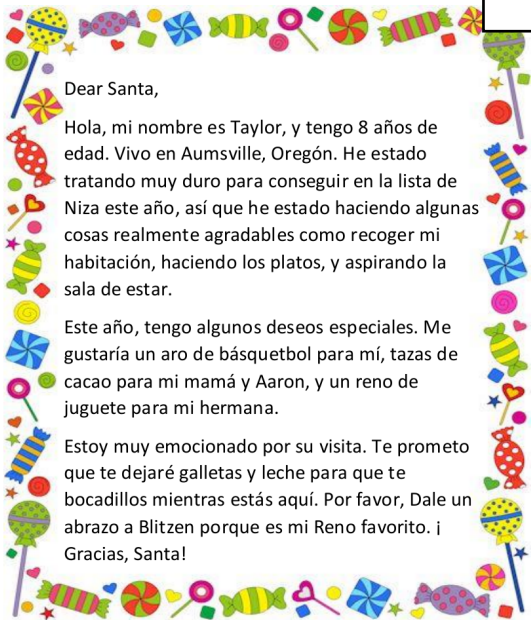 Dear Santa,
Hola, mi nombre es Taylor, y tengo 8 años de
edad. Vivo en Aumsville, Oregón. He estado
tratando muy duro para conseguir en la lista de
Niza este año, así que he estado haciendo algunas
cosas realmente agradables como recoger mi
habitación, haciendo los platos, y aspirando la
sala de estar.
Este año, tengo algunos deseos especiales. Me
gustaría un aro de básquetbol para mí, tazas de
cacao para mi mamá y Aaron, y un reno de
juguete para mi hermana.
Estoy muy emocionado por su visita. Te prometo
que te dejaré galletas y leche para que te
bocadillos mientras estás aquí. Por favor, Dale un
abrazo a Blitzen porque es mi Reno favorito. ¡
Gracias, Santa!